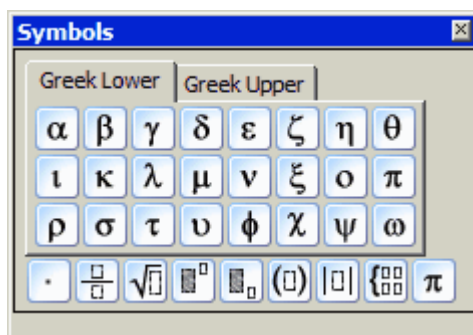 Symbols
Greek Lower Greek Upper
α β γ δ ε ζ η θ
ι κ λ μ ν ξ ο π
ρ σ τ υ ϕ χ ψ ω
· √ ( ) | | { π